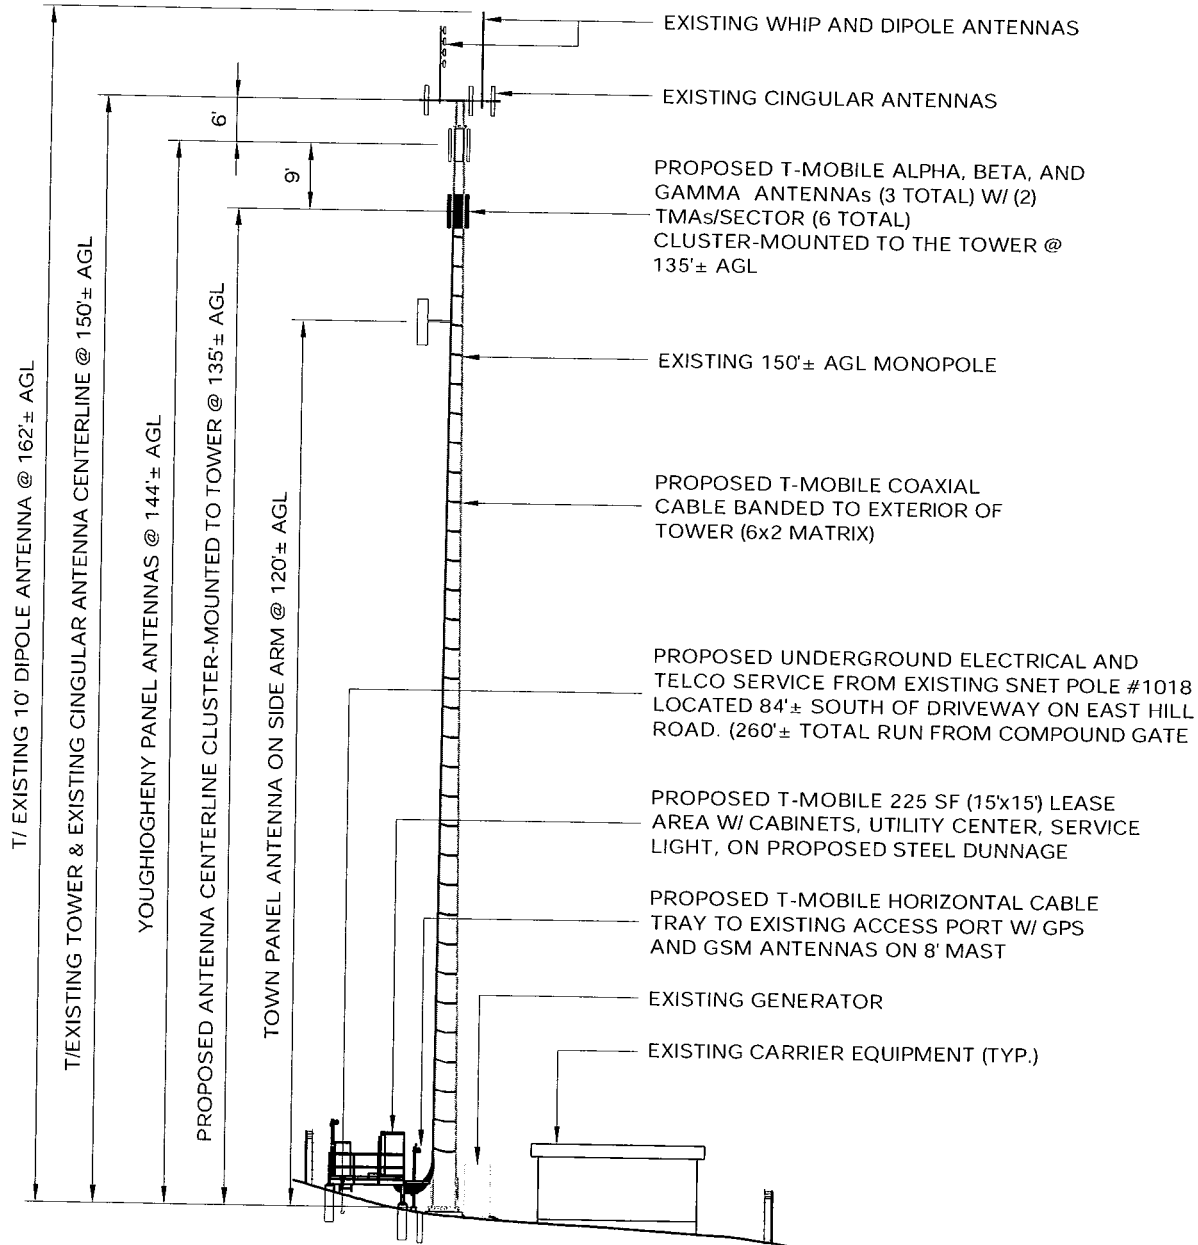 EXISTING WHIP AND DIPOLE ANTENNAS
EXISTING CINGULAR ANTENNAS
6'
9'
PROPOSED T-MOBILE ALPHA, BETA, AND
GAMMA ANTENNAs (3 TOTAL) W/ (2)
TMAs/SECTOR (6 TOTAL)
CLUSTER-MOUNTED TO THE TOWER @
135'± AGL
EXISTING 150'± AGL MONOPOLE
PROPOSED T-MOBILE COAXIAL
CABLE BANDED TO EXTERIOR OF
TOWER (6x2 MATRIX)
PROPOSED UNDERGROUND ELECTRICAL AND
TELCO SERVICE FROM EXISTING SNET POLE #1018
LOCATED 84'± SOUTH OF DRIVEWAY ON EAST HILL
ROAD. (260'± TOTAL RUN FROM COMPOUND GATE
PROPOSED T-MOBILE 225 SF (15'x15') LEASE
AREA W/ CABINETS, UTILITY CENTER, SERVICE
LIGHT, ON PROPOSED STEEL DUNNAGE
PROPOSED T-MOBILE HORIZONTAL CABLE
TRAY TO EXISTING ACCESS PORT W/ GPS
AND GSM ANTENNAS ON 8' MAST
EXISTING GENERATOR
EXISTING CARRIER EQUIPMENT (TYP.)
T/ EXISTING 10' DIPOLE ANTENNA @ 162'± AGL
T/EXISTING TOWER & EXISTING CINGULAR ANTENNA CENTERLINE @ 150'± AGL
YOUGHIOGHENY PANEL ANTENNAS @ 144'± AGL
PROPOSED ANTENNA CENTERLINE CLUSTER-MOUNTED TO TOWER @ 135'± AGL
TOWN PANEL ANTENNA ON SIDE ARM @ 120'± AGL